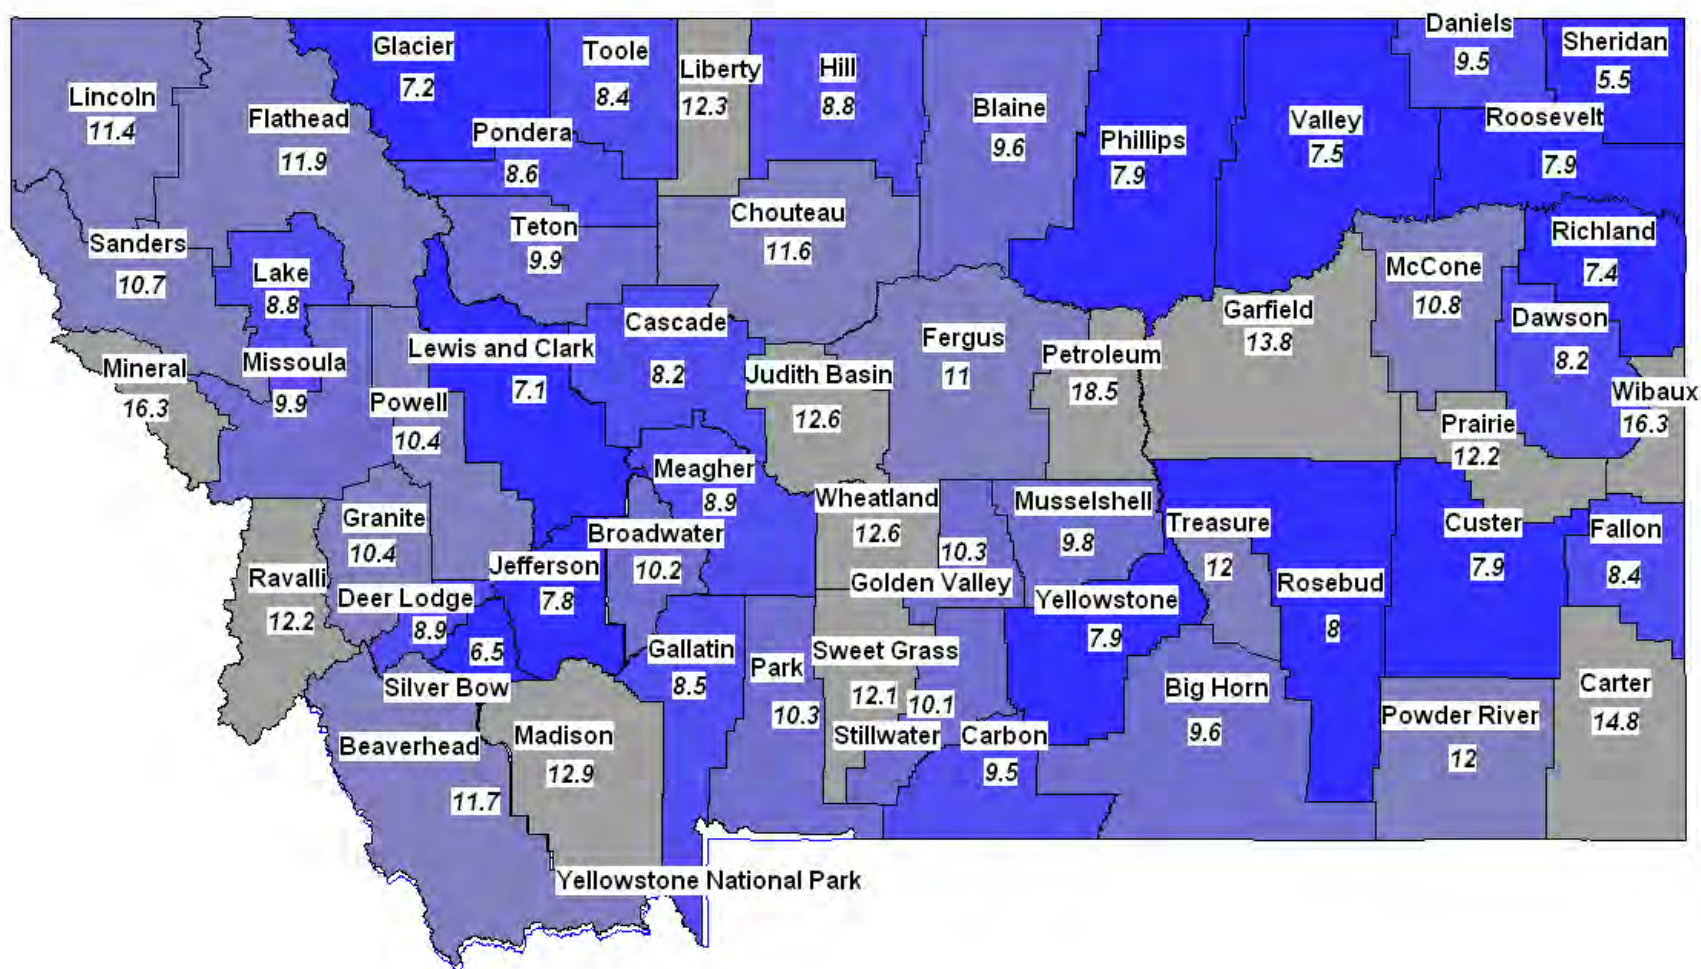 Glacier
7.2
Toole
8.4
Liberty
12.3
Hill
8.8
Daniels
9.5
Sheridan
5.5
Lincoln
11.4
Flathead
11.9
Pondera
8.6
Blaine
9.6
Phillips
7.9
Valley
7.5
Roosevelt
7.9
Sanders
10.7
Lake
8.8
Teton
9.9
Chouteau
11.6
Richland
7.4
McCone
10.8
Garfield
13.8
Dawson
8.2
Mineral
16.3
Missoula
9.9
Lewis and Clark
7.1
Cascade
8.2
Judith Basin
12.6
Fergus
11
Petroleum
18.5
Wibaux
16.3
Powell
10.4
Prairie
12.2
Meagher
8.9
Wheatland
12.6
Musselshell
9.8
Treasure
12
Custer
7.9
Fallon
8.4
Granite
10.4
Broadwater
10.2
10.3
Golden Valley
Ravalli
12.2
Jefferson
7.8
Deer Lodge
8.9
Yellowstone
7.9
Rosebud
8
6.5
Silver Bow
Gallatin
8.5
Park
10.3
Sweet Grass
12.1
10.1
Stillwater
Carbon
9.5
Big Horn
9.6
Powder River
12
Carter
14.8
Beaverhead
11.7
Madison
12.9
Yellowstone National Park